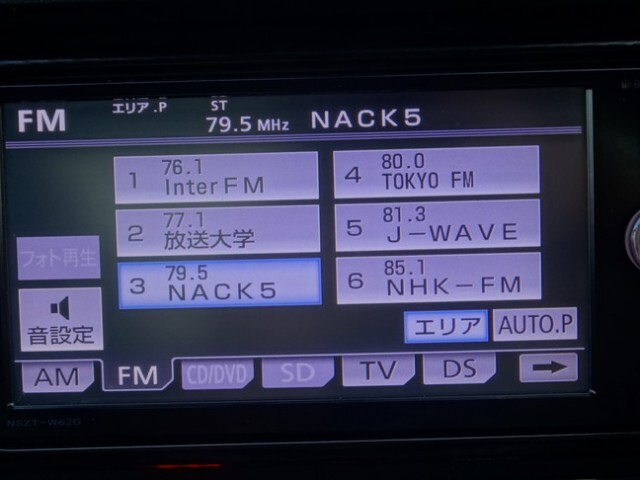 エリア.P ST
FM 79.5 MHz NACK5
1 76.1 InterFM
2 77.1 放送大学
3 79.5 NACK5
4 80.0 TOKYO FM
5 81.3 J-WAVE
6 85.1 NHK-FM
フォト再生
音設定
エリア AUTO.P
AM FM CD/DVD SD TV DS
NSZT-W62G